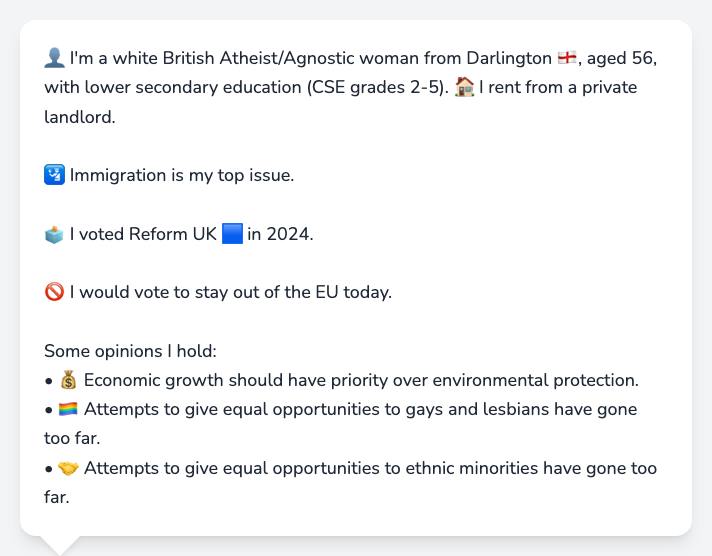 👤 I'm a white British Atheist/Agnostic woman from Darlington 🏴󠁧󠁢󠁥󠁮󠁧󠁿, aged 56,
with lower secondary education (CSE grades 2-5). 🏠 I rent from a private
landlord.
🛂 Immigration is my top issue.
🗳️ I voted Reform UK 🟦 in 2024.
🚫 I would vote to stay out of the EU today.
Some opinions I hold:
• 💰 Economic growth should have priority over environmental protection.
• 🏳️‍🌈 Attempts to give equal opportunities to gays and lesbians have gone
too far.
• 🤝 Attempts to give equal opportunities to ethnic minorities have gone too
far.